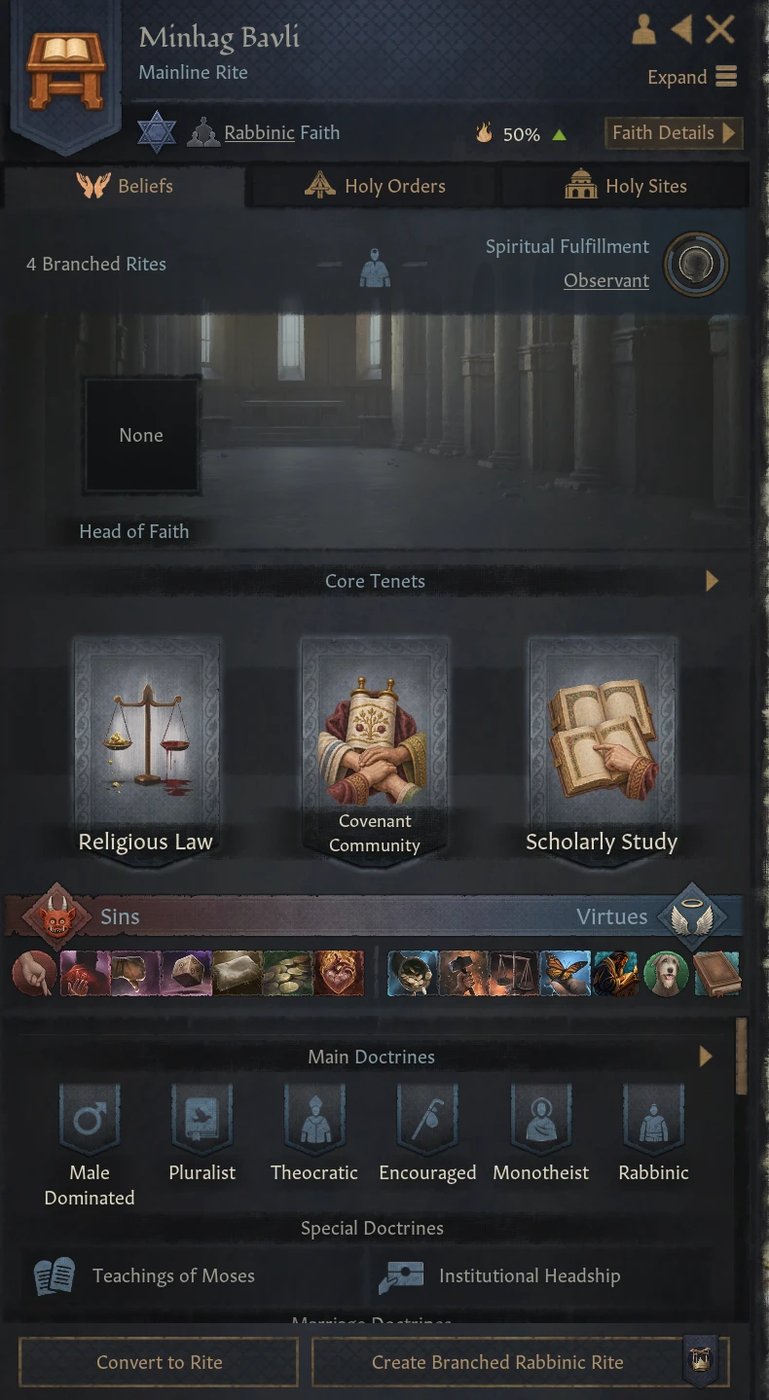 Minhag Bavli
Mainline Rite
Expand
Rabbinic Faith
50%
Faith Details
Beliefs
Holy Orders
Holy Sites
4 Branched Rites
Spiritual Fulfillment
Observant
None
Head of Faith
Core Tenets
Religious Law
Covenant
Community
Scholarly Study
Sins
Virtues
Main Doctrines
Male
Dominated
Pluralist
Theocratic
Encouraged
Monotheist
Rabbinic
Special Doctrines
Teachings of Moses
Institutional Headship
Marriage Doctrines
Convert to Rite
Create Branched Rabbinic Rite